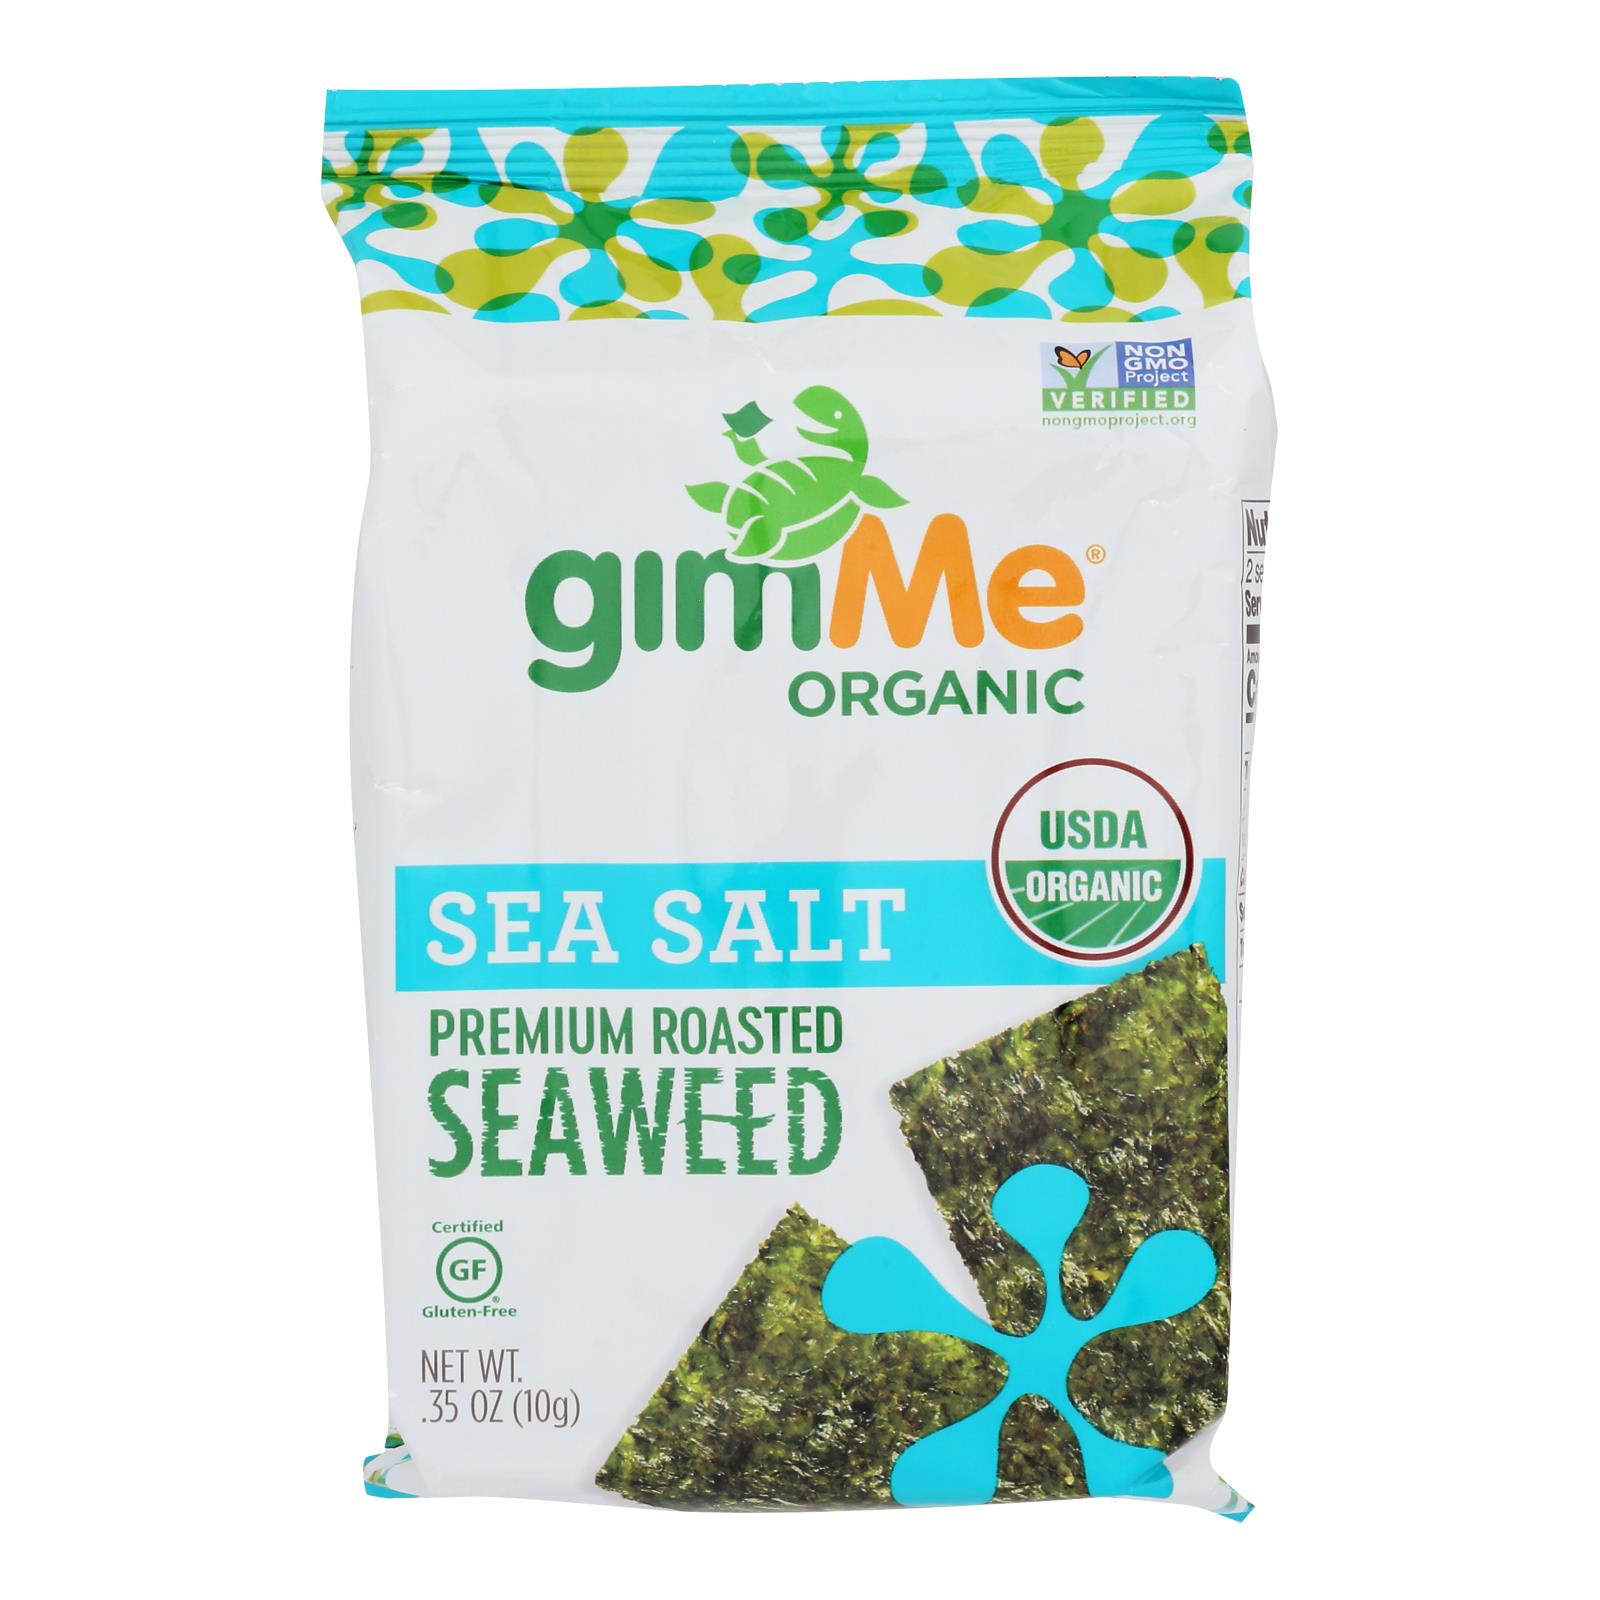 NON
GMO
Project
VERIFIED
nongmoproject.org
gimMe®
ORGANIC
USDA
ORGANIC
SEA SALT
PREMIUM ROASTED
SEAWEED
Certified
GF
®
Gluten-Free
NET WT.
.35 OZ (10g)